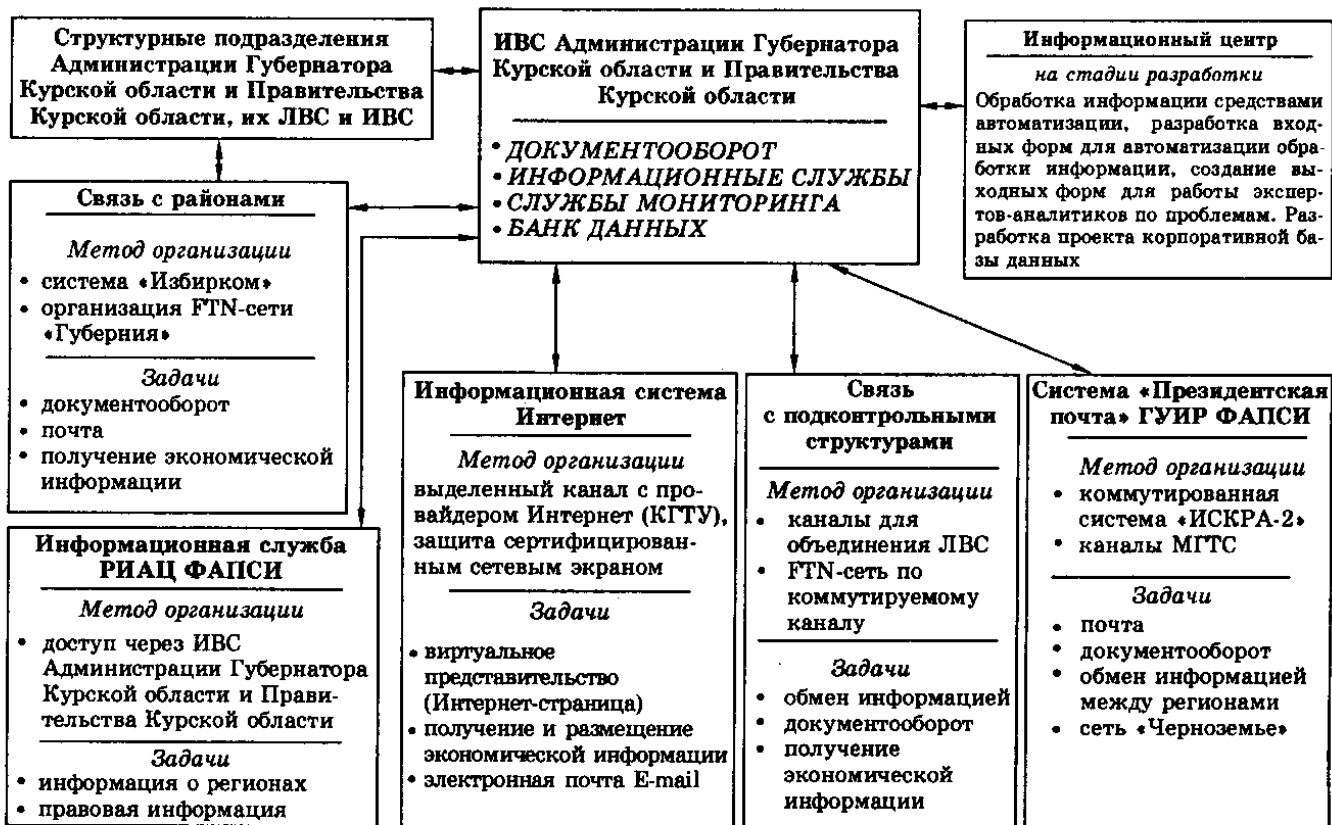 Структурные подразделения
Администрации Губернатора
Курской области и Правительства
Курской области, их ЛВС и ИВС
ИВС Администрации Губернатора
Курской области и Правительства
Курской области
• ДОКУМЕНТООБОРОТ
• ИНФОРМАЦИОННЫЕ СЛУЖБЫ
• СЛУЖБЫ МОНИТОРИНГА
• БАНК ДАННЫХ
Информационный центр
на стадии разработки
Обработка информации средствами
автоматизации, разработка вход-
ных форм для автоматизации обра-
ботки информации, создание вы-
ходных форм для работы экспер-
тов-аналитиков по проблемам. Раз-
работка проекта корпоративной ба-
зы данных
Связь с районами
Метод организации
• система «Избирком»
• организация FTN-сети
«Губерния»
Задачи
• документооборот
• почта
• получение экономической
информации
Информационная служба
РИАЦ ФАПСИ
Метод организации
• доступ через ИВС
Администрации Губернатора
Курской области и Прави-
тельства Курской области
Задачи
• информация о регионах
• правовая информация
Информационная система
Интернет
Метод организации
выделенный канал с про-
вайдером Интернет (КГТУ),
защита сертифицирован-
ным сетевым экраном
Задачи
• виртуальное
представительство
(Интернет-страница)
• получение и размещение
экономической информации
• электронная почта E-mail
Связь
с подконтрольными
структурами
Метод организации
• каналы для
объединения ЛВС
• FTN-сеть по
коммутируемому
каналу
Задачи
• обмен информацией
• документооборот
• получение
экономической
информации
Система «Президентская
почта» ГУИР ФАПСИ
Метод организации
• коммутированная
система «ИСКРА-2»
• каналы МГТС
Задачи
• почта
• документооборот
• обмен информацией
между регионами
• сеть «Черноземье»